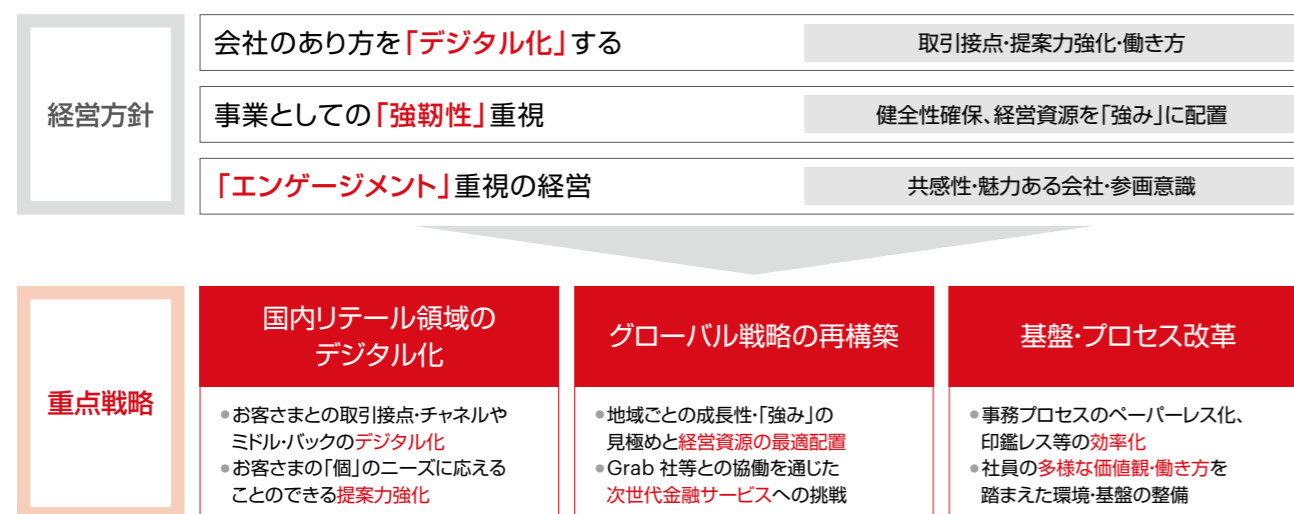 経営方針
会社のあり方を「デジタル化」する
取引接点・提案力強化・働き方
事業としての「強靭性」重視
健全性確保、経営資源を「強み」に配置
「エンゲージメント」重視の経営
共感性・魅力ある会社・参画意識
重点戦略
国内リテール領域の
デジタル化
●お客さまとの取引接点・チャネルや
ミドル・バックのデジタル化
●お客さまの「個」のニーズに応える
ことのできる提案力強化
グローバル戦略の再構築
●地域ごとの成長性・「強み」の
見極めと経営資源の最適配置
●Grab 社等との協働を通じた
次世代金融サービスへの挑戦
基盤・プロセス改革
●事務プロセスのペーパーレス化、
印鑑レス等の効率化
●社員の多様な価値観・働き方を
踏まえた環境・基盤の整備